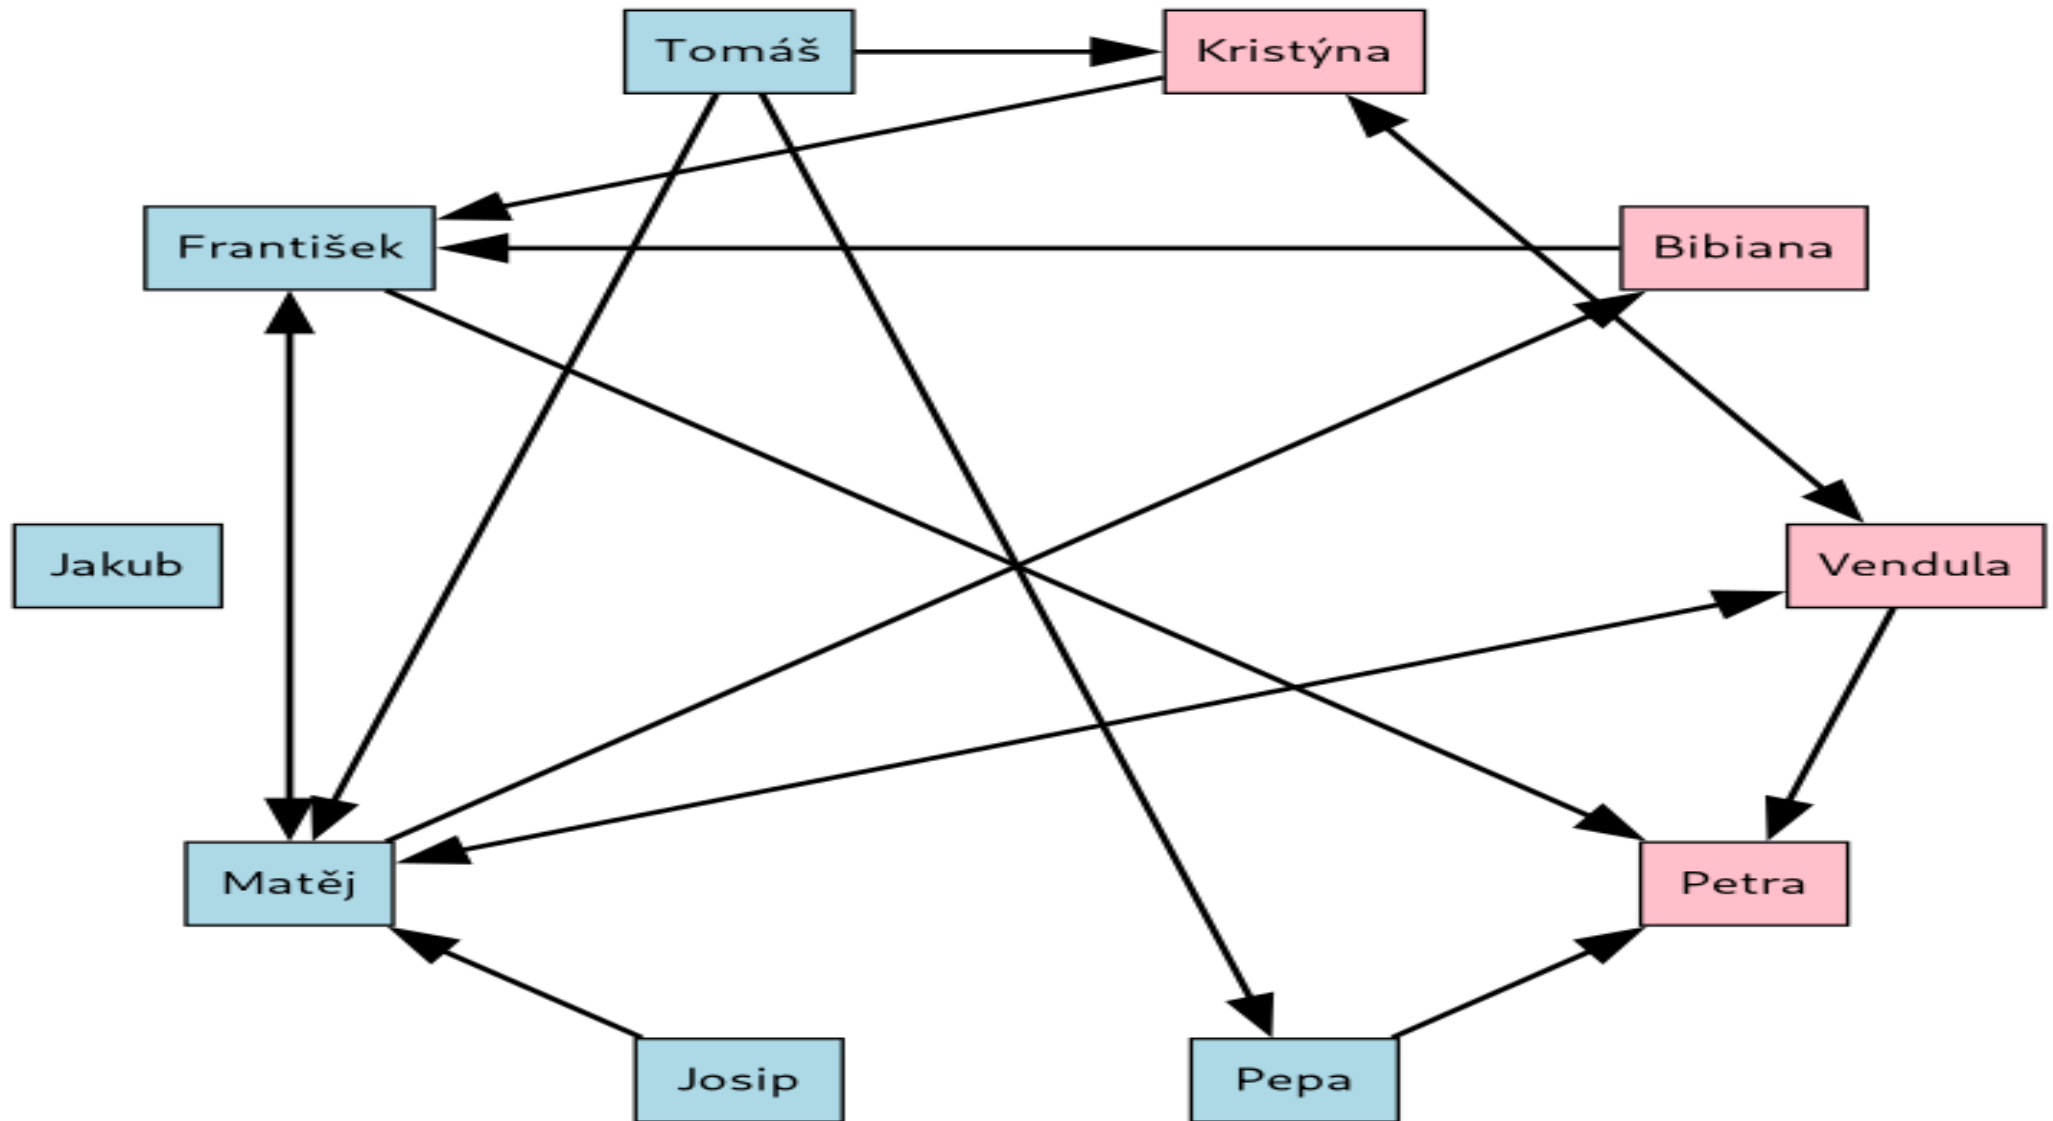 Tomáš
Kristýna
František
Bibiana
Jakub
Vendula
Matěj
Petra
Josip
Pepa